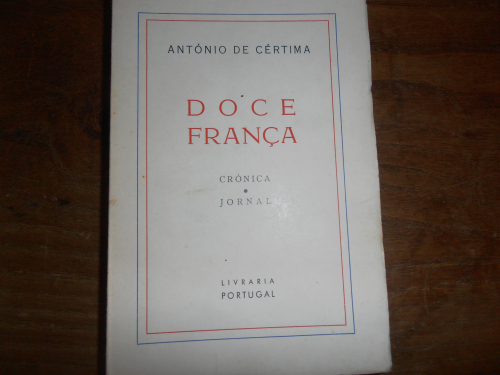 ANTÓNIO DE CÉRTIMA
DOCE
FRANÇA
CRÓNICA
•
JORNAL
LIVRARIA
PORTUGAL